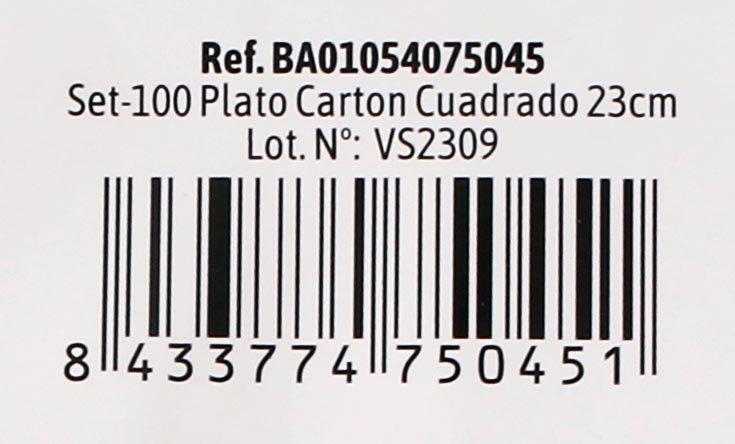 Ref. BA01054075045
Set-100 Plato Carton Cuadrado 23cm
Lot. Nº: VS2309
8 433774 750451